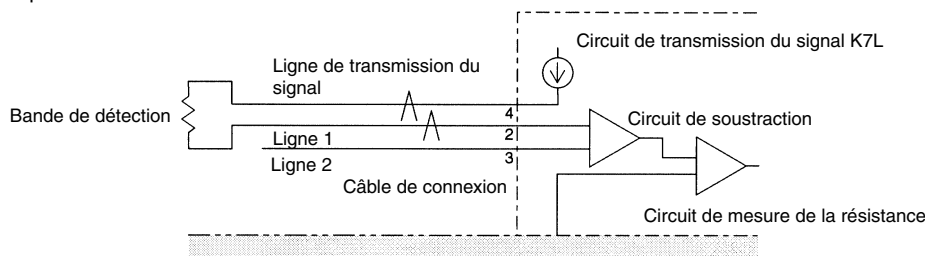 Circuit de transmission du signal K7L
Ligne de transmission du
signal
Bande de détection
4
2
Circuit de soustraction
Ligne 1
3
Ligne 2
Câble de connexion
Circuit de mesure de la résistance